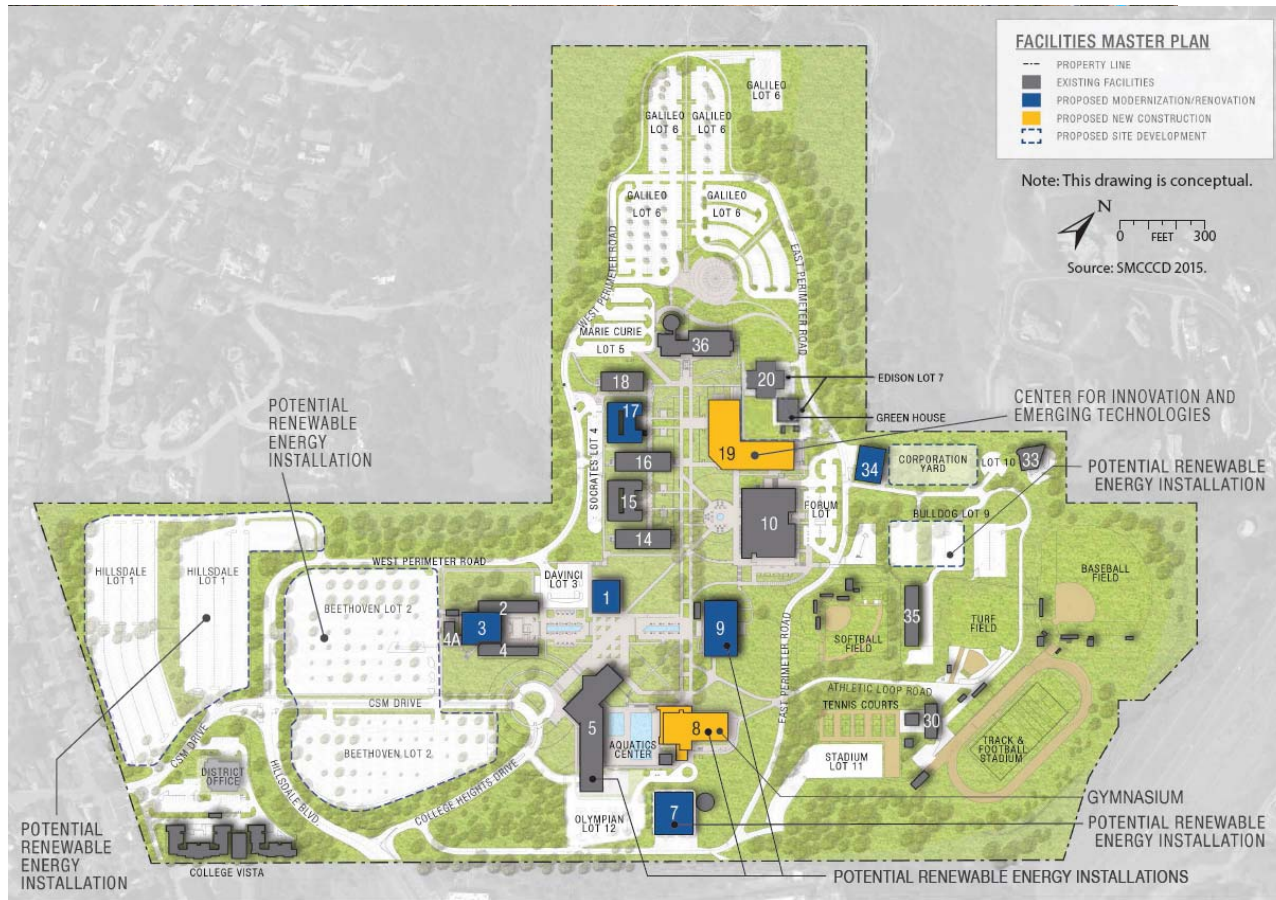 FACILITIES MASTER PLAN
PROPERTY LINE
EXISTING FACILITIES
PROPOSED MODERNIZATION/RENOVATION
PROPOSED NEW CONSTRUCTION
PROPOSED SITE DEVELOPMENT
Note: This drawing is conceptual.
N
0 FEET 300
Source: SMCCCD 2015.
GALILEO
LOT 6
GALILEO
LOT 6
GALILEO
LOT 6
GALILEO
LOT 6
GALILEO
LOT 6
WEST PERIMETER ROAD
EAST PERIMETER ROAD
MARIE CURIE
LOT 5
36
18
20
EDISON LOT 7
GREEN HOUSE
CENTER FOR INNOVATION AND
EMERGING TECHNOLOGIES
POTENTIAL
RENEWABLE
ENERGY
INSTALLATION
17
SOCRATES LOT 4
19
16
34
CORPORATION
YARD
LOT 10
33
POTENTIAL RENEWABLE
ENERGY INSTALLATION
15
10
FORUM
LOT
BULLDOG LOT 9
14
WEST PERIMETER ROAD
HILLSDALE
LOT 1
HILLSDALE
LOT 1
DAVINCI
LOT 3
BASEBALL
FIELD
BEETHOVEN LOT 2
2
1
3
4A
4
9
35
SOFTBALL
FIELD
TURF
FIELD
EAST PERIMETER ROAD
ATHLETIC LOOP ROAD
CSM DRIVE
TENNIS COURTS
30
5
8
AQUATICS
CENTER
BEETHOVEN LOT 2
TRACK &
FOOTBALL
STADIUM
STADIUM
LOT 11
CSM DRIVE
DISTRICT
OFFICE
HILLSDALE BLVD.
COLLEGE HEIGHTS DRIVE
GYMNASIUM
7
OLYMPIAN
LOT 12
POTENTIAL RENEWABLE
ENERGY INSTALLATION
POTENTIAL
RENEWABLE
ENERGY
INSTALLATION
COLLEGE VISTA
POTENTIAL RENEWABLE ENERGY INSTALLATIONS